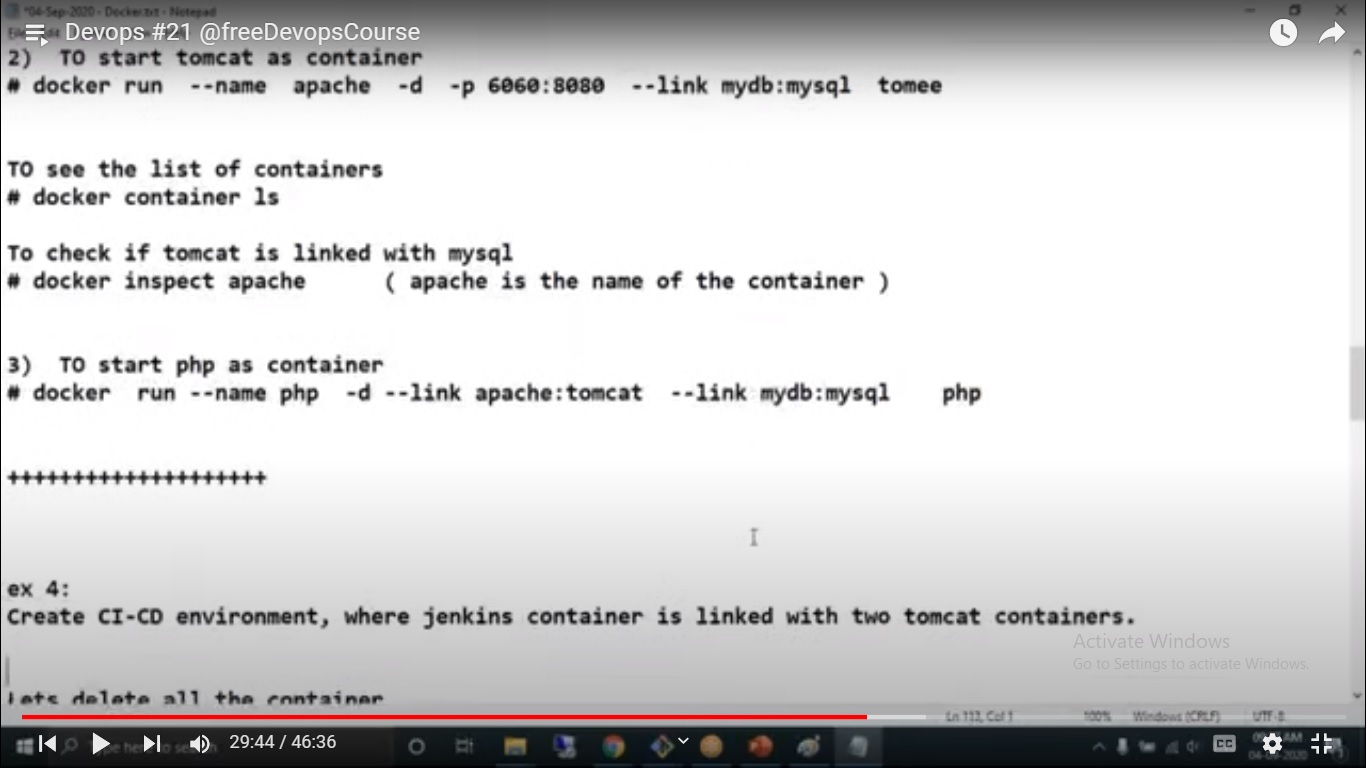 *04-Sep-2020 - Docker.txt - Notepad
Devops #21 @freeDevopsCourse
2)  TO start tomcat as container
# docker run  --name  apache  -d  -p 6060:8080  --link mydb:mysql  tomee
TO see the list of containers
# docker container ls
To check if tomcat is linked with mysql
# docker inspect apache      ( apache is the name of the container )
3)  TO start php as container
# docker  run --name php  -d --link apache:tomcat  --link mydb:mysql    php
++++++++++++++++++++
ex 4:
Create CI-CD environment, where jenkins container is linked with two tomcat containers.
Activate Windows
Go to Settings to activate Windows.
Lets delete all the container
Ln 113, Col 1
100%
Windows (CRLF)
UTF-8
29:44 / 46:36
CC
04-09-2020